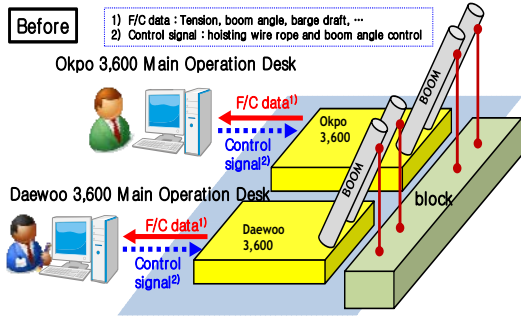 Before
1) F/C data : Tension, boom angle, barge draft, …
2) Control signal : hoisting wire rope and boom angle control
Okpo 3,600 Main Operation Desk
F/C data1)
Control
signal2)
Okpo
3,600
BOOM
BOOM
block
Daewoo 3,600 Main Operation Desk
F/C data1)
Control
signal2)
Daewoo
3,600